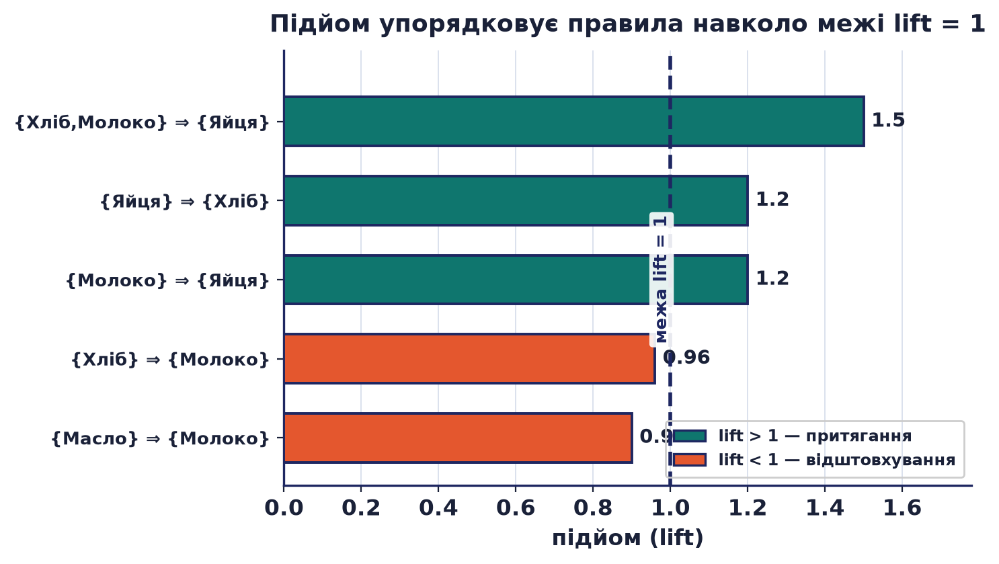 Підйом упорядковує правила навколо межі lift = 1
{Хліб,Молоко} ⇒ {Яйця}
1.5
{Яйця} ⇒ {Хліб}
1.2
{Молоко} ⇒ {Яйця}
1.2
межа lift = 1
{Хліб} ⇒ {Молоко}
0.96
{Масло} ⇒ {Молоко}
0.9
lift > 1 — притягання
lift < 1 — відштовхування
0.0 0.2 0.4 0.6 0.8 1.0 1.2 1.4 1.6
підйом (lift)